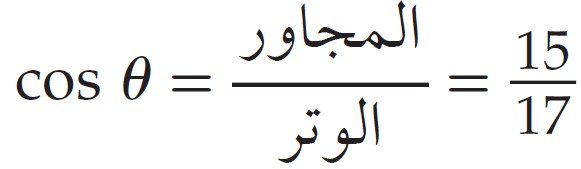 cos θ = المجاور / الوتر = 15 / 17